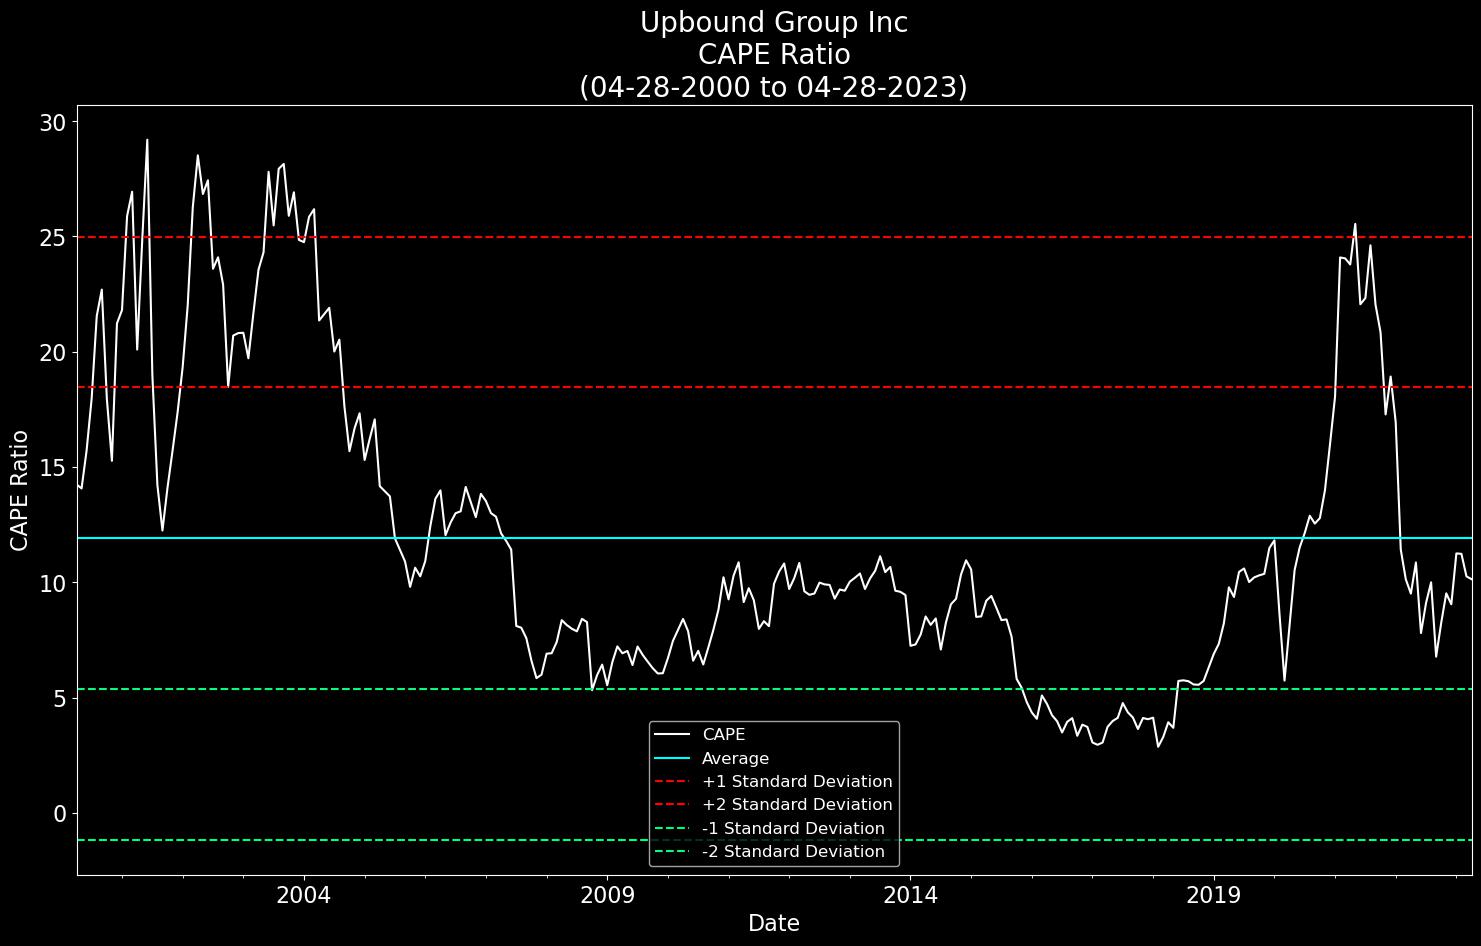 Upbound Group Inc
CAPE Ratio
(04-28-2000 to 04-28-2023)
30
25
20
15
10
5
0
CAPE Ratio
CAPE
Average
+1 Standard Deviation
+2 Standard Deviation
-1 Standard Deviation
-2 Standard Deviation
2004
2009
2014
2019
Date